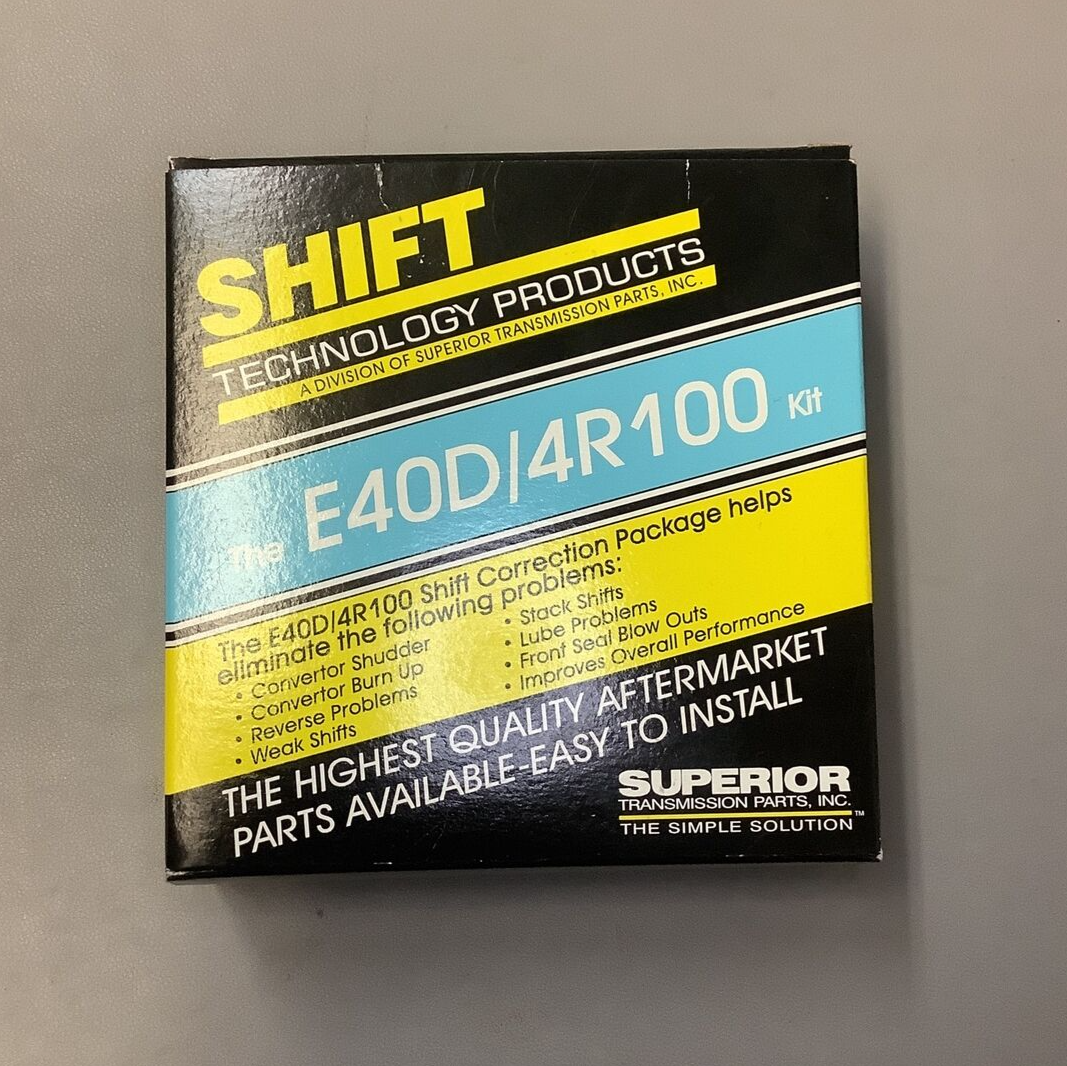 SHIFT
TECHNOLOGY PRODUCTS
A DIVISION OF SUPERIOR TRANSMISSION PARTS, INC.
The E40D/4R100 Kit
The E40D/4R100 Shift Correction Package helps
eliminate the following problems:
• Convertor Shudder
• Convertor Burn Up
• Reverse Problems
• Weak Shifts
• Stack Shifts
• Lube Problems
• Front Seal Blow Outs
• Improves Overall Performance
THE HIGHEST QUALITY AFTERMARKET
PARTS AVAILABLE-EASY TO INSTALL
SUPERIOR
TRANSMISSION PARTS, INC.
THE SIMPLE SOLUTION™